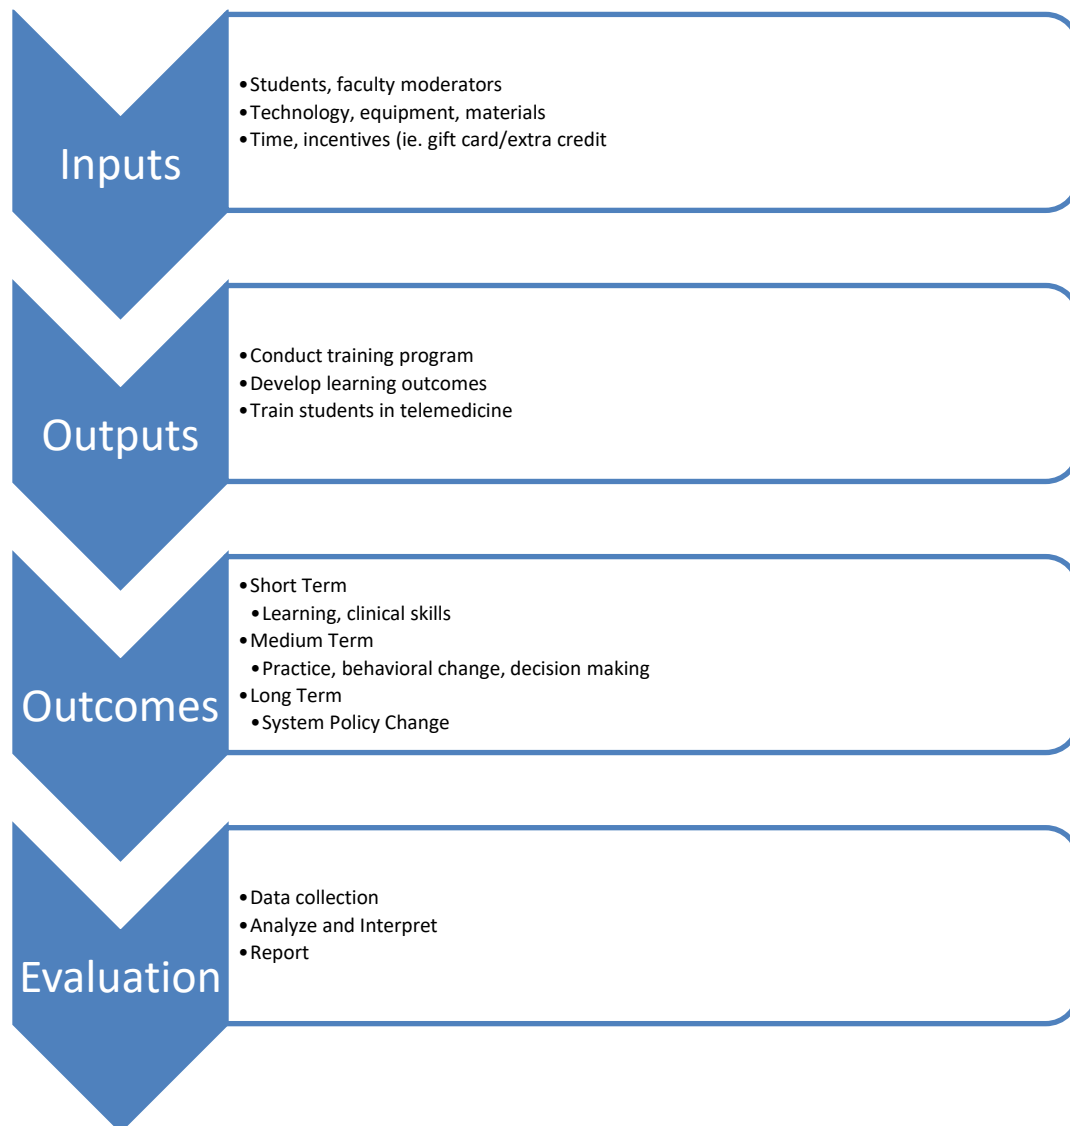 Inputs
•Students, faculty moderators
•Technology, equipment, materials
•Time, incentives (ie. gift card/extra credit
Outputs
•Conduct training program
•Develop learning outcomes
•Train students in telemedicine
Outcomes
•Short Term
•Learning, clinical skills
•Medium Term
•Practice, behavioral change, decision making
•Long Term
•System Policy Change
Evaluation
•Data collection
•Analyze and Interpret
•Report